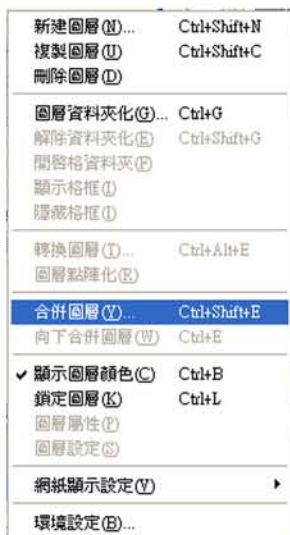 新建圖層(N)... Ctrl+Shift+N
複製圖層(Y) Ctrl+Shift+C
刪除圖層(D)
圖層資料夾化(G)... Ctrl+G
解除資料夾化(E) Ctrl+Shift+G
開啓格資料夾(F)
顯示格框(I)
隱藏格框(I)
轉換圖層(T)... Ctrl+Alt+E
圖層點陣化(R)
合併圖層(V)... Ctrl+Shift+E
向下合併圖層(W) Ctrl+E
顯示圖層顏色(C) Ctrl+B
鎖定圖層(K) Ctrl+L
圖層屬性(P)
圖層設定(S)
網紙顯示設定(Y)
環境設定(B)...